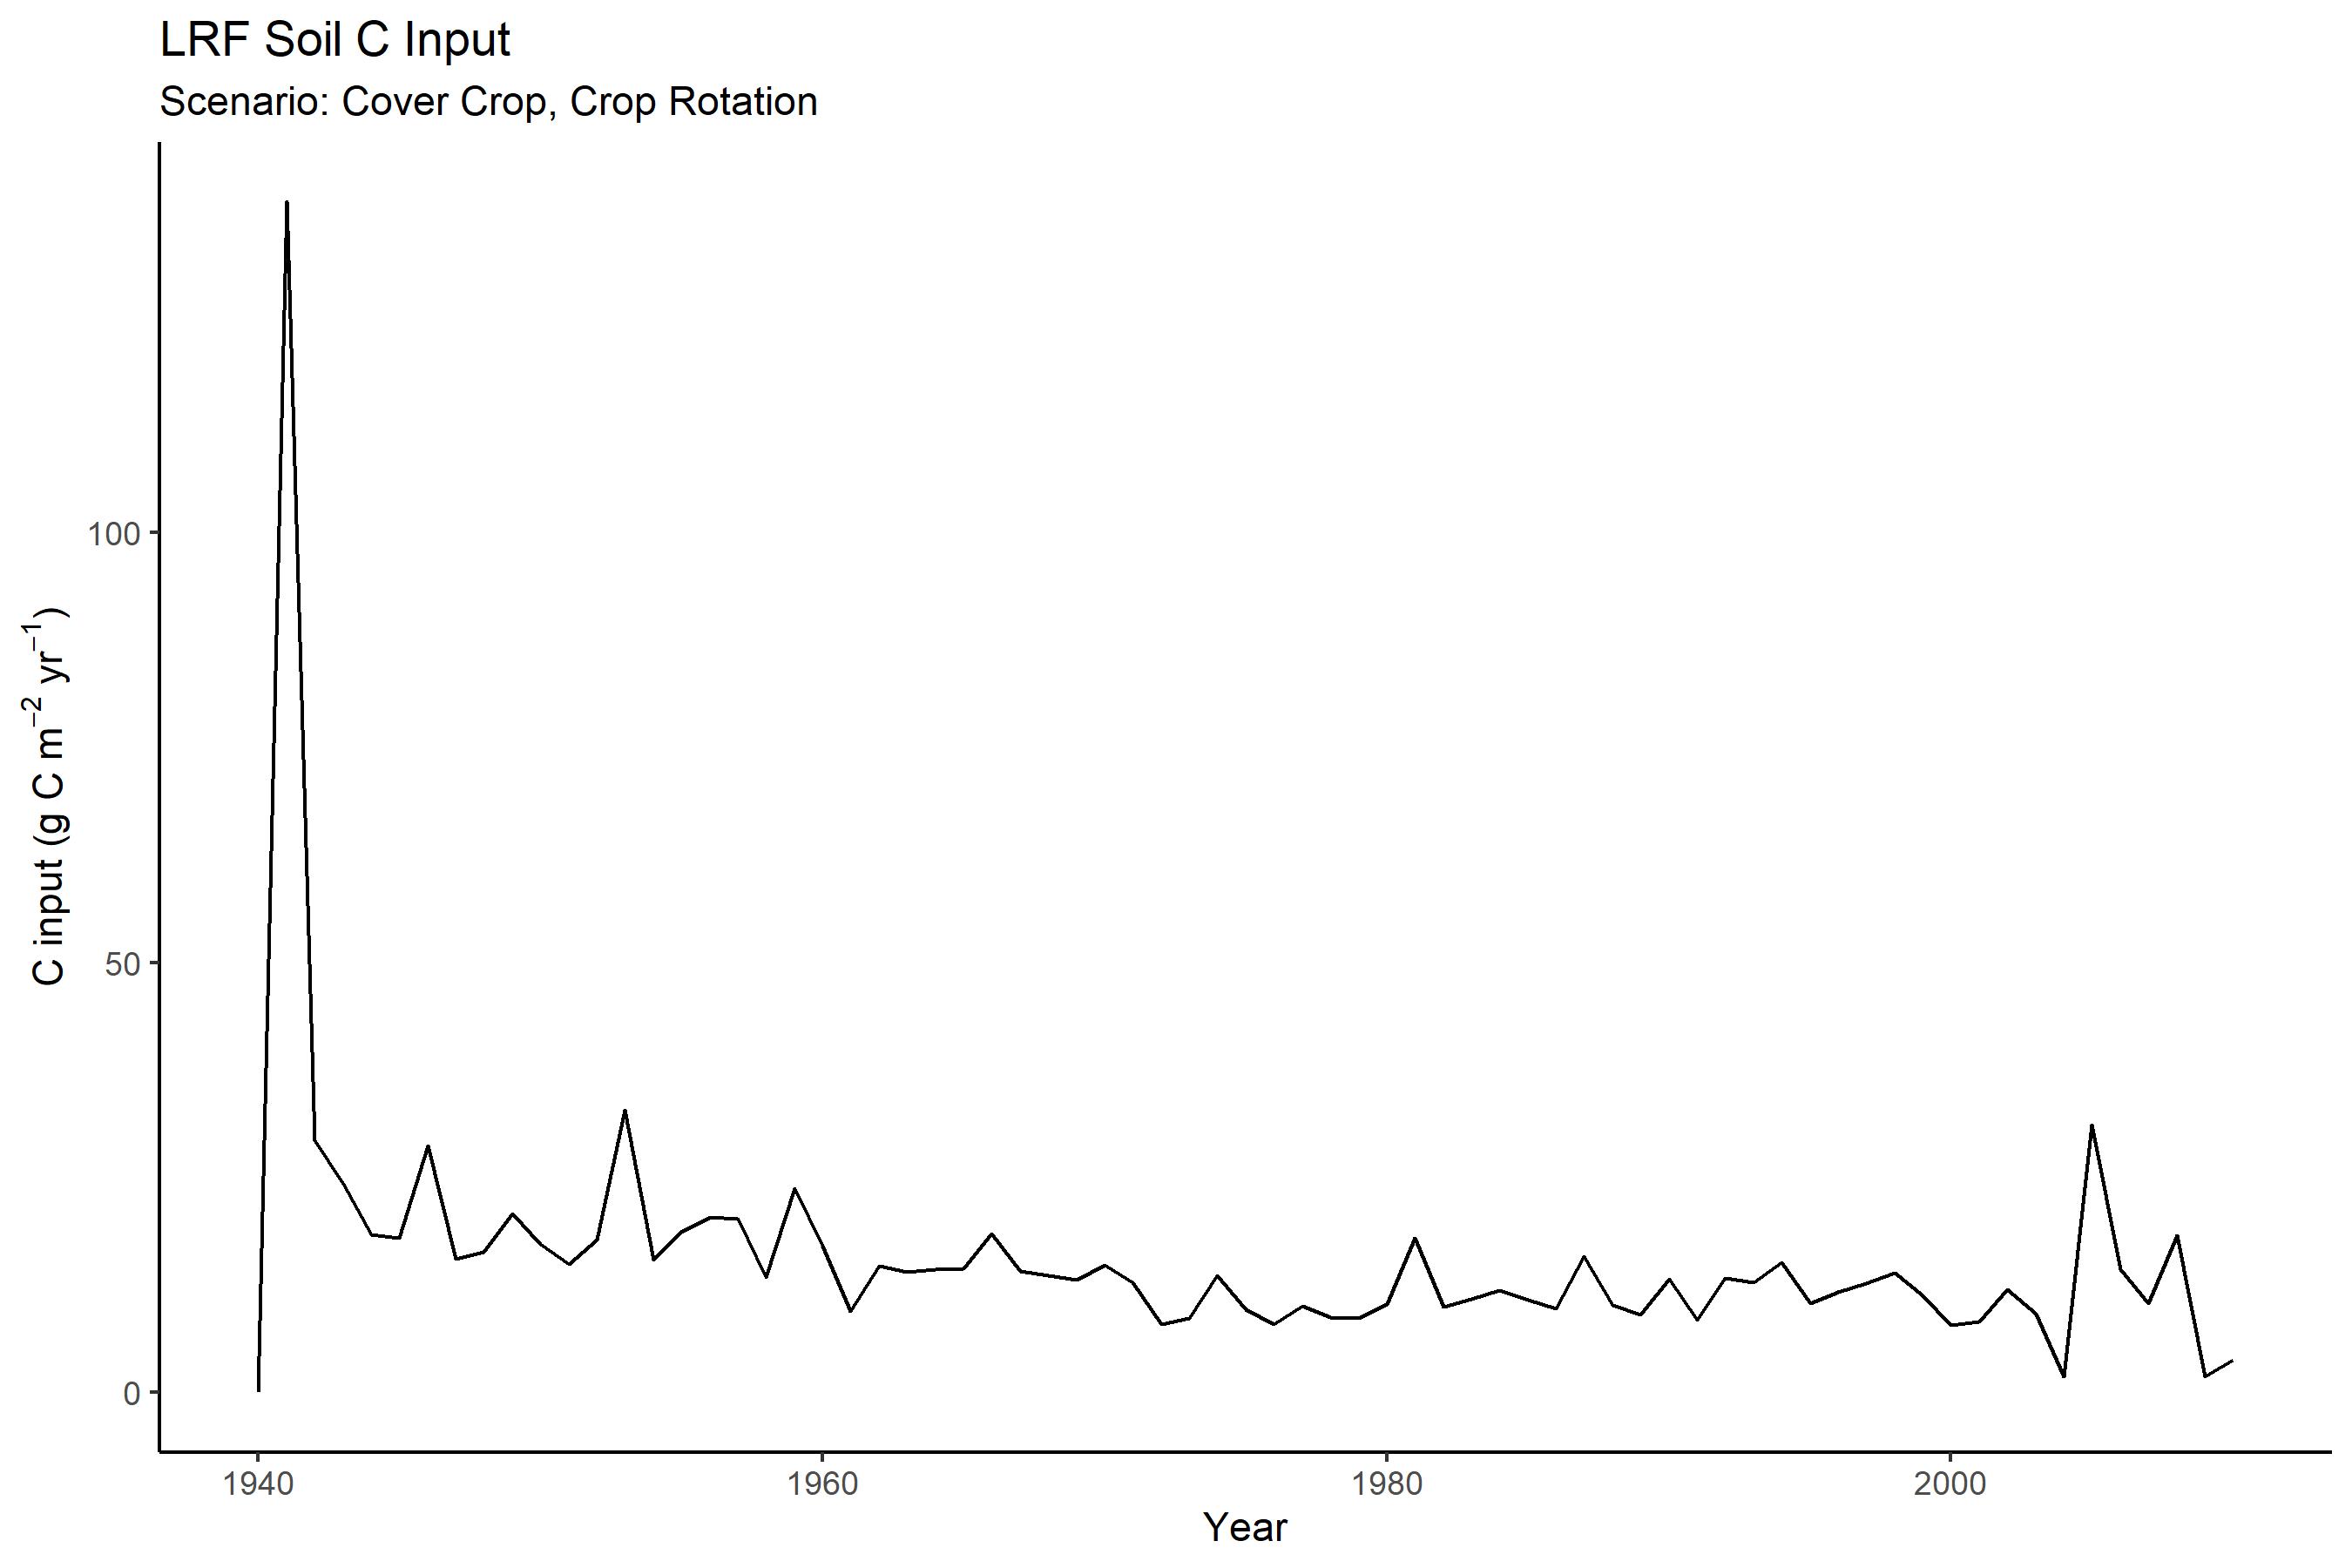 LRF Soil C Input
Scenario: Cover Crop, Crop Rotation
C input (g C m⁻² yr⁻¹)
100
50
0
1940 1960 1980 2000
Year